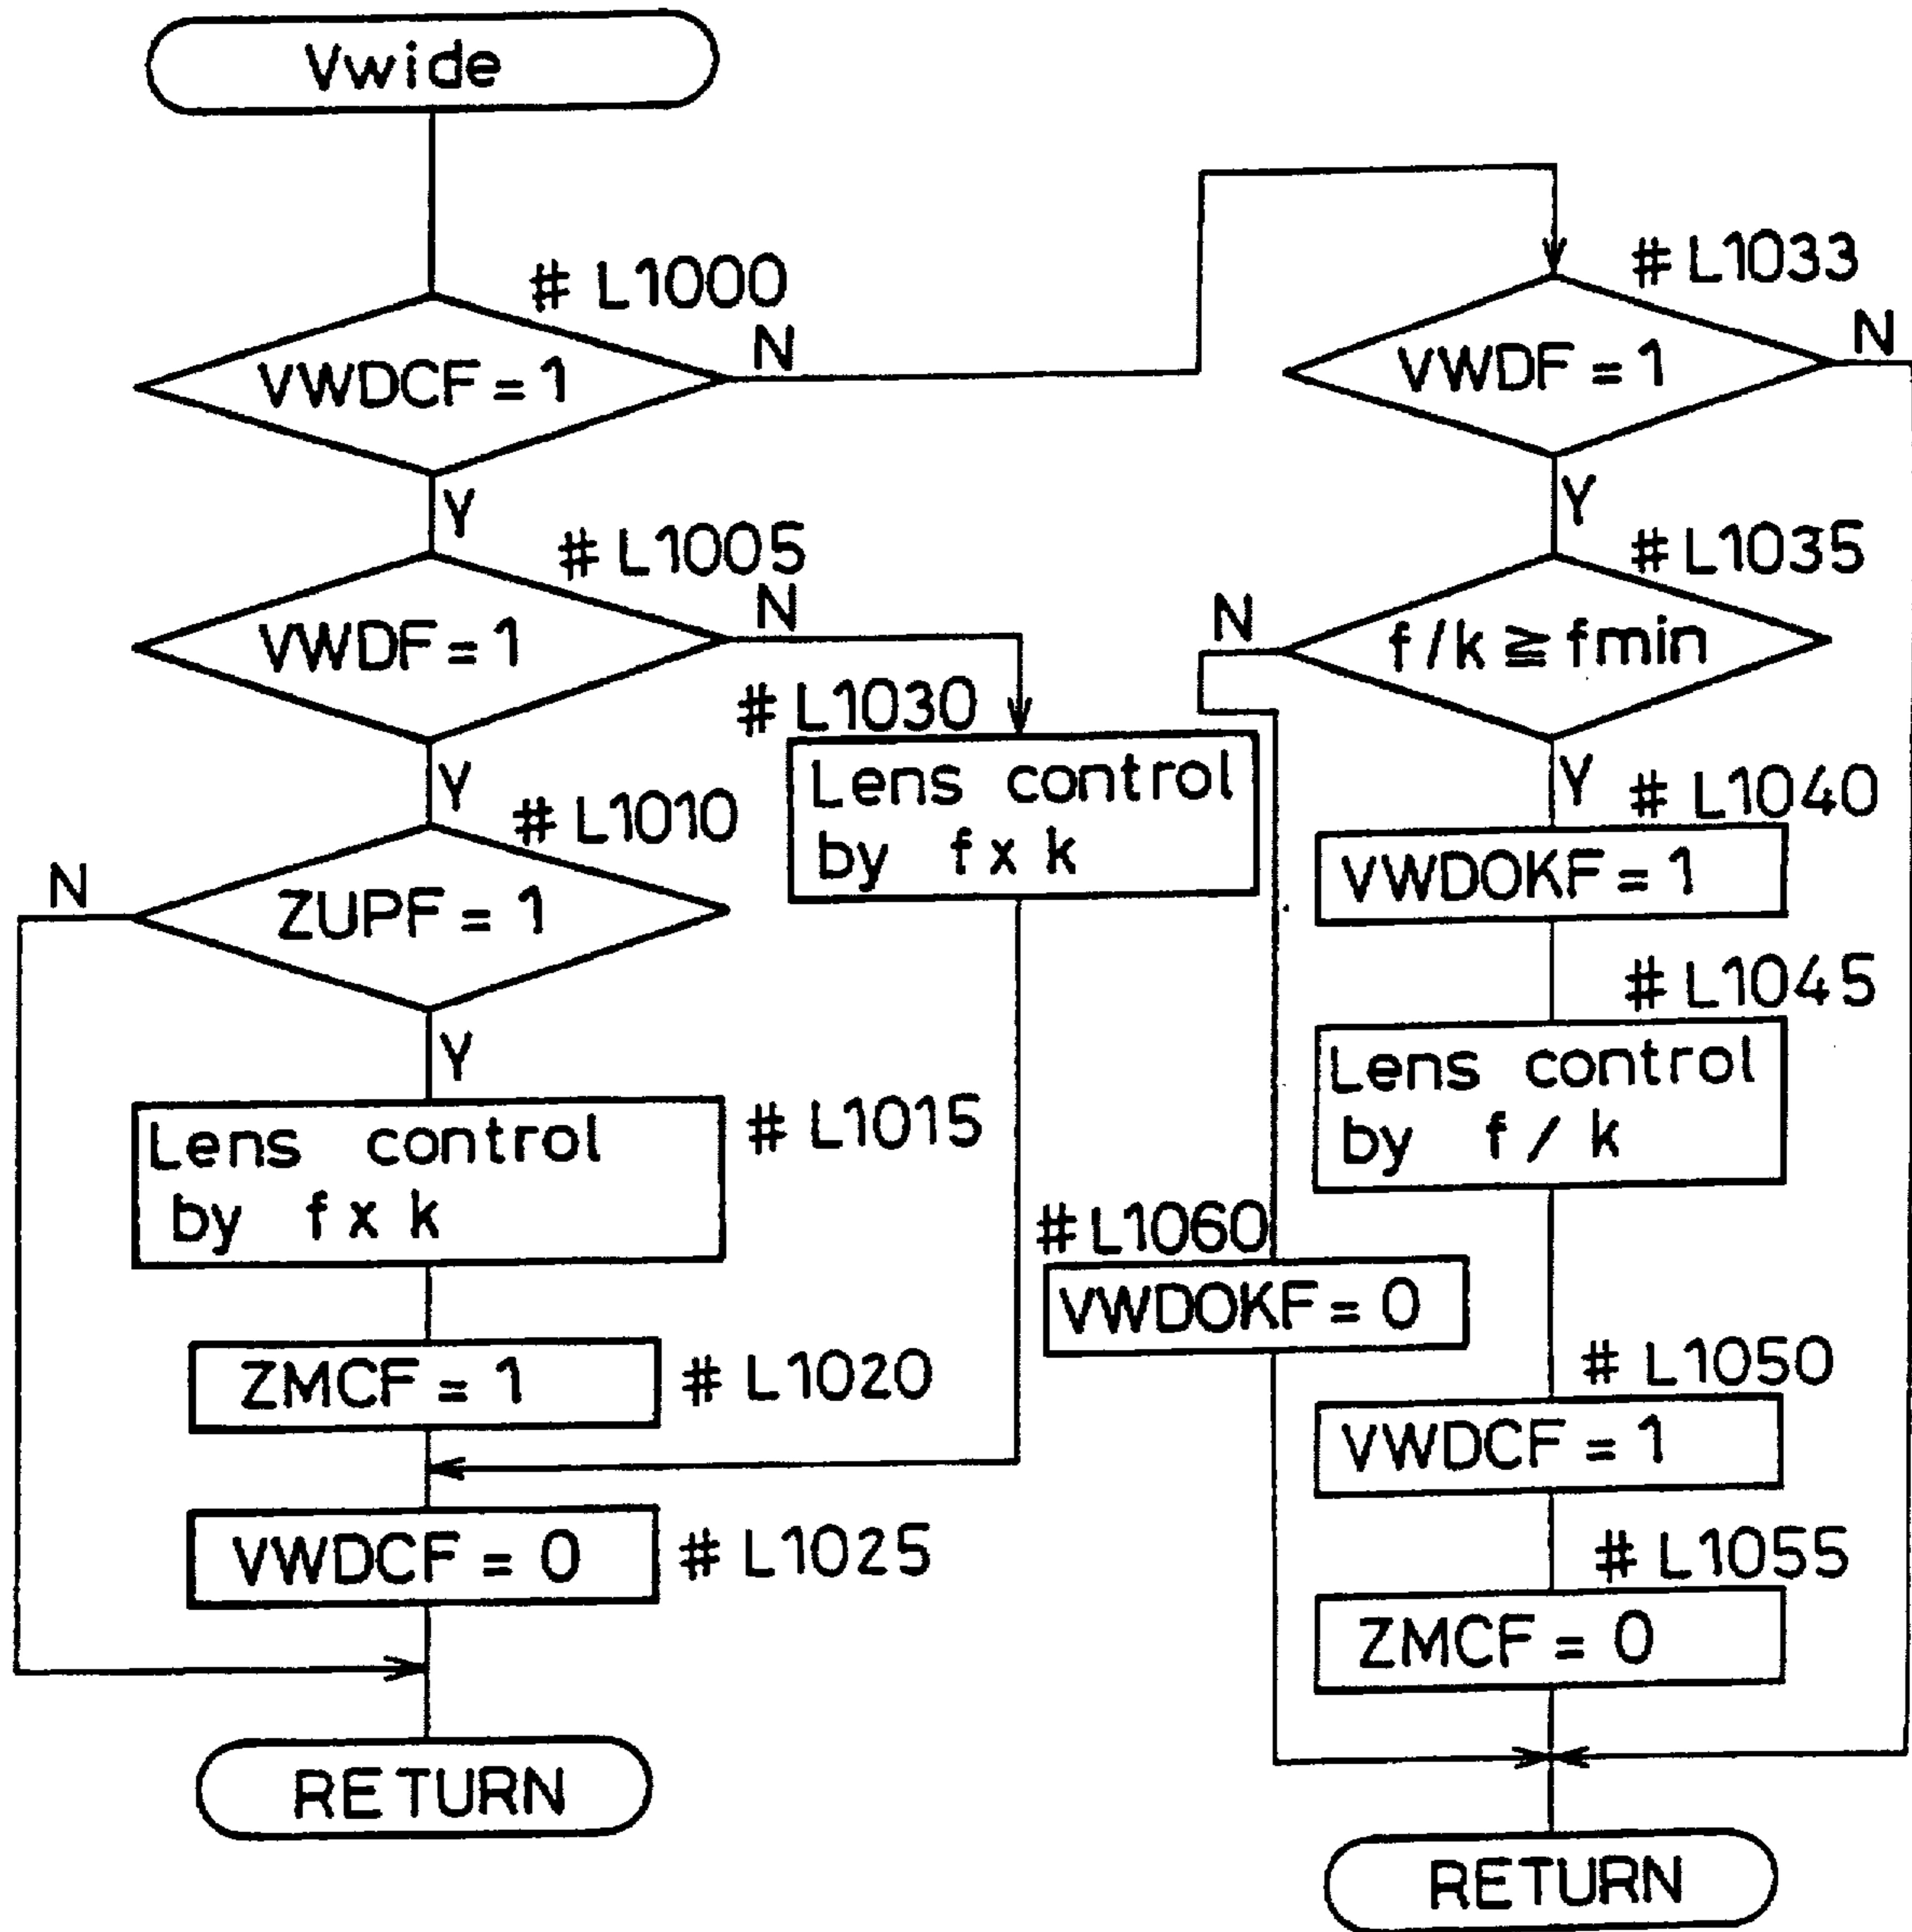 Vwide
# L1000
VWDCF = 1
N
Y
# L1005
VWDF = 1
N
Y
# L1030
Lens control
by f x k
# L1010
ZUPF = 1
N
Y
Lens control
by f x k
# L1015
ZMCF = 1
# L1020
VWDCF = 0
# L1025
RETURN
# L1033
VWDF = 1
N
Y
# L1035
f / k ≧ fmin
N
Y
# L1040
VWDOKF = 1
# L1045
Lens control
by f / k
# L1060
VWDOKF = 0
# L1050
VWDCF = 1
# L1055
ZMCF = 0
RETURN